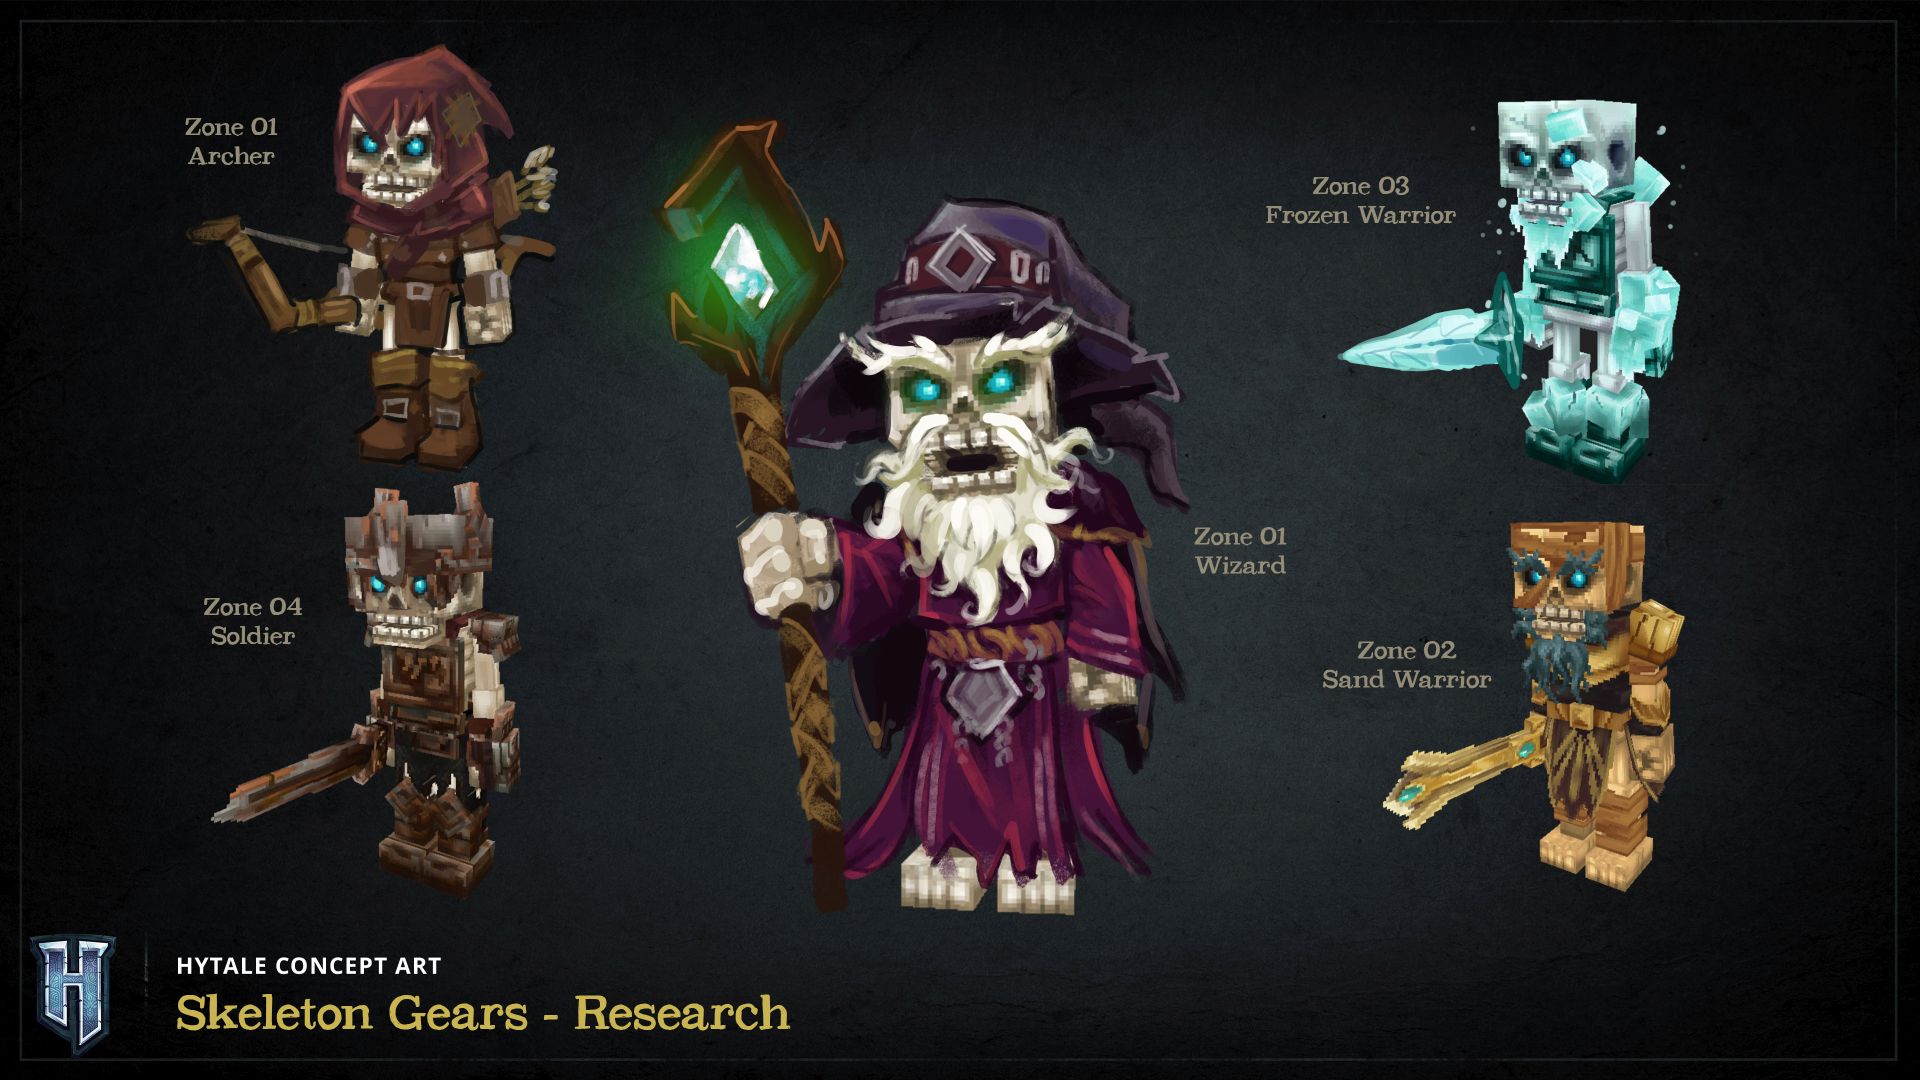 Zone 01
Archer
Zone 03
Frozen Warrior
Zone 01
Wizard
Zone 04
Soldier
Zone 02
Sand Warrior
H
HYTALE CONCEPT ART
Skeleton Gears - Research